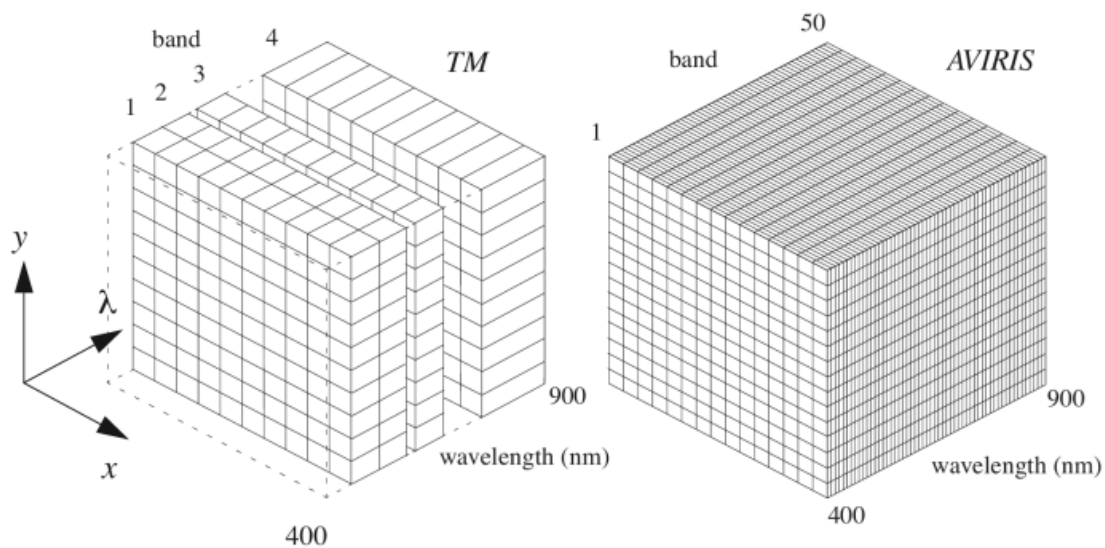 band
1
2
3
4
TM
y
λ
x
400
wavelength (nm)
900
50
band
AVIRIS
1
900
wavelength (nm)
400